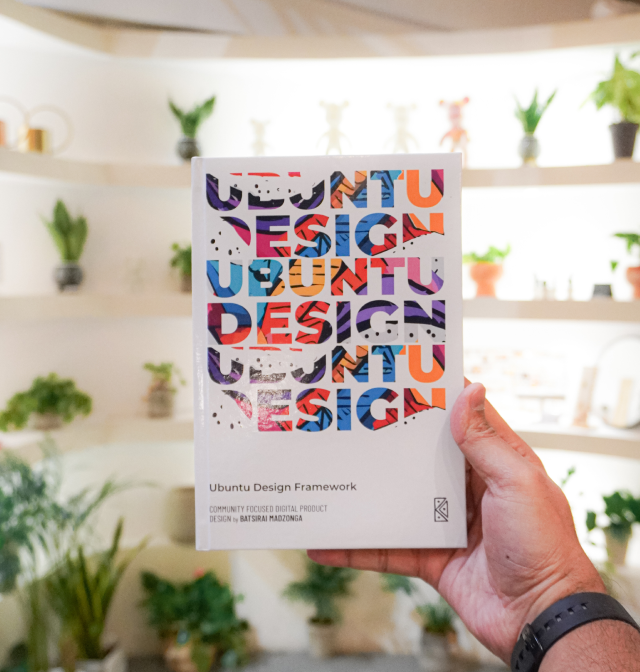 UBUNTU
DESIGN
UBUNTU
DESIGN
UBUNTU
DESIGN
Ubuntu Design Framework
COMMUNITY FOCUSED DIGITAL PRODUCT
DESIGN by BATSIRAI MADZONGA